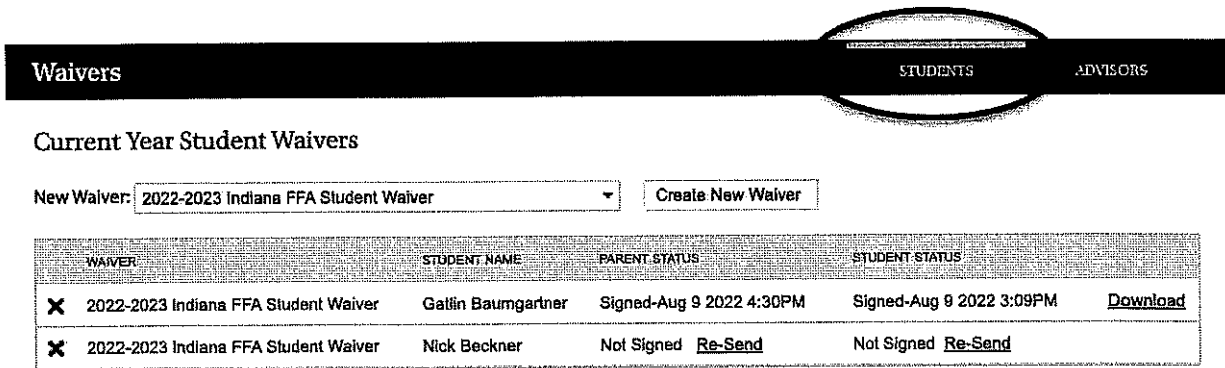 Waivers STUDENTS ADVISORS
Current Year Student Waivers
New Waiver: 2022-2023 Indiana FFA Student Waiver Create New Waiver
WAIVER STUDENT NAME PARENT STATUS STUDENT STATUS
2022-2023 Indiana FFA Student Waiver Gatlin Baumgartner Signed-Aug 9 2022 4:30PM Signed-Aug 9 2022 3:09PM Download
2022-2023 Indiana FFA Student Waiver Nick Beckner Not Signed Re-Send Not Signed Re-Send